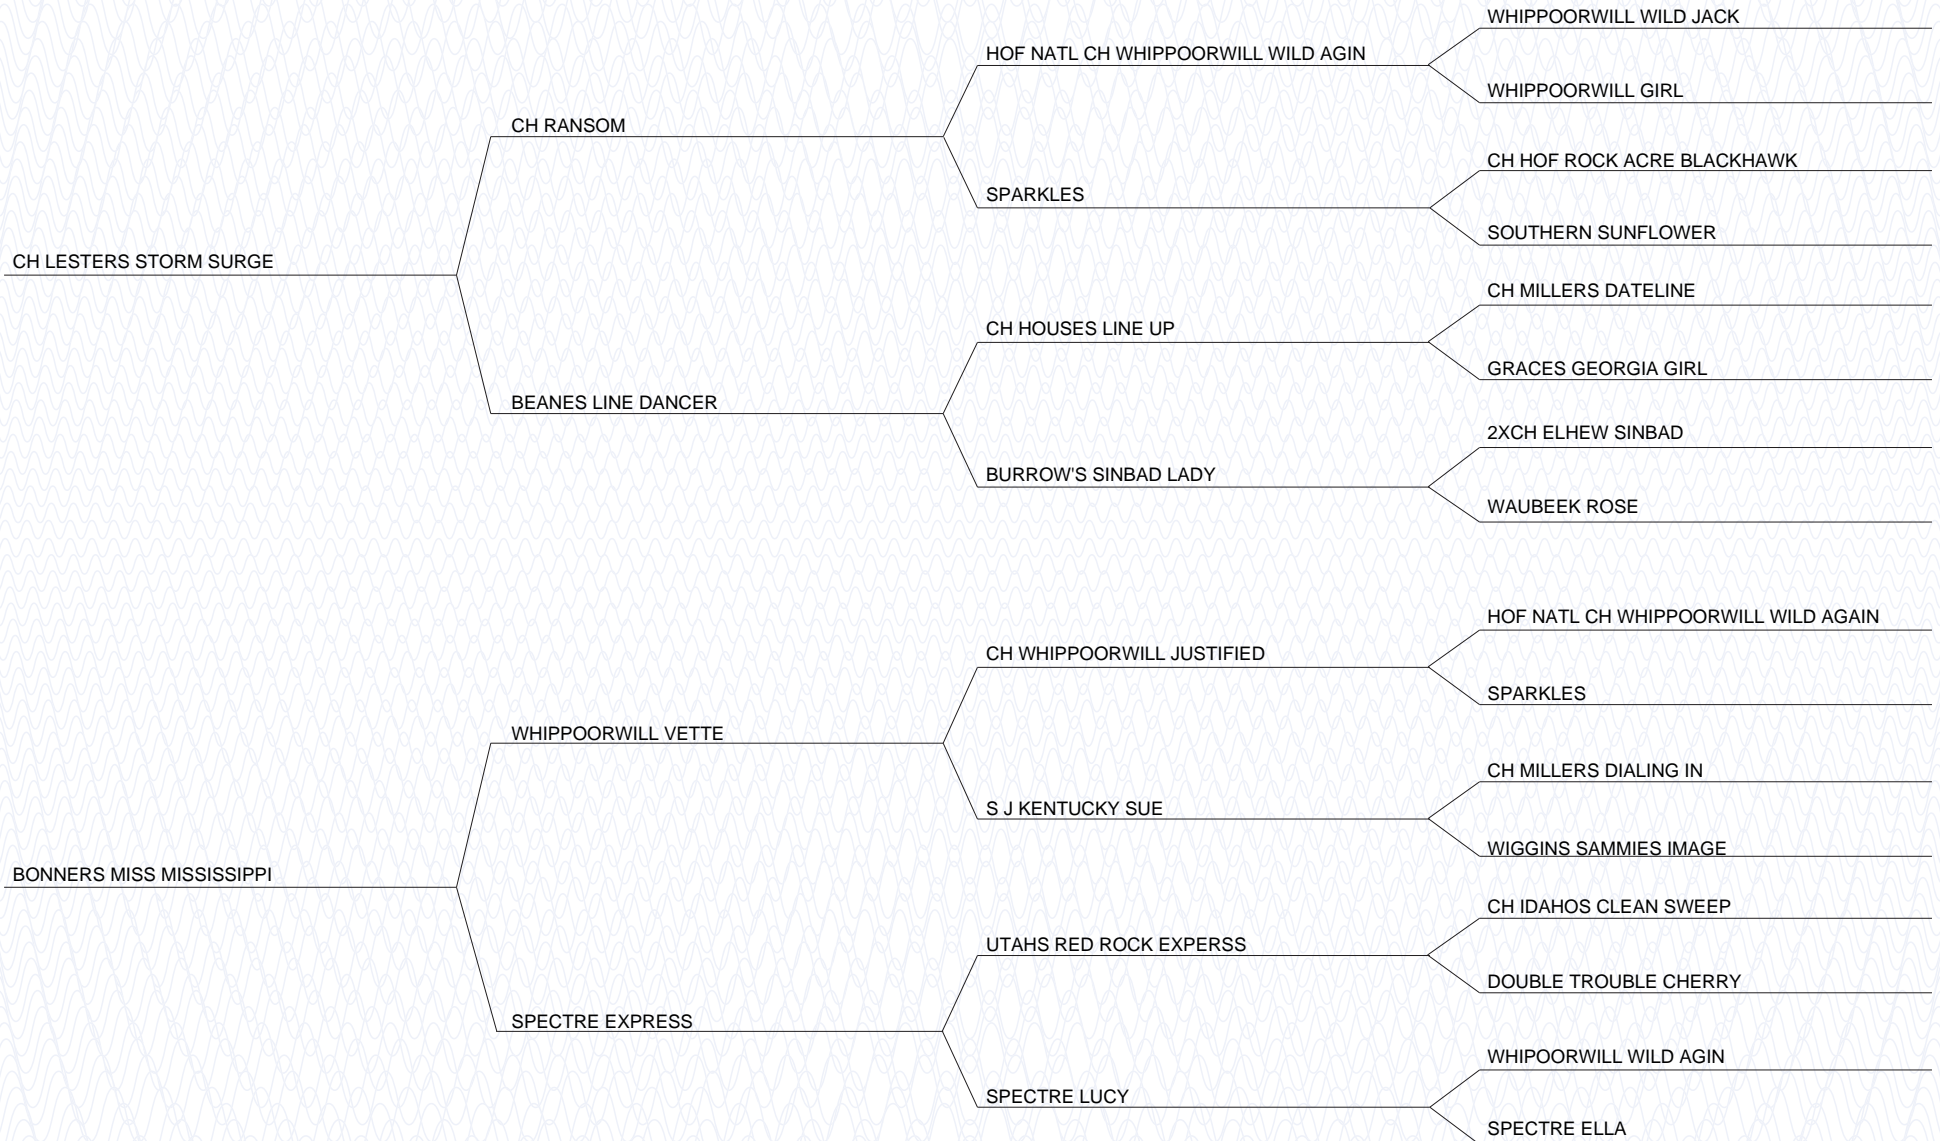 WHIPPOORWILL WILD JACK
HOF NATL CH WHIPPOORWILL WILD AGIN
WHIPPOORWILL GIRL
CH RANSOM
CH HOF ROCK ACRE BLACKHAWK
SPARKLES
SOUTHERN SUNFLOWER
CH LESTERS STORM SURGE
CH MILLERS DATELINE
CH HOUSES LINE UP
GRACES GEORGIA GIRL
BEANES LINE DANCER
2XCH ELHEW SINBAD
BURROW'S SINBAD LADY
WAUBEEK ROSE
HOF NATL CH WHIPPOORWILL WILD AGAIN
CH WHIPPOORWILL JUSTIFIED
SPARKLES
WHIPPOORWILL VETTE
CH MILLERS DIALING IN
S J KENTUCKY SUE
WIGGINS SAMMIES IMAGE
BONNERS MISS MISSISSIPPI
CH IDAHOS CLEAN SWEEP
UTAHS RED ROCK EXPERSS
DOUBLE TROUBLE CHERRY
SPECTRE EXPRESS
WHIPOORWILL WILD AGIN
SPECTRE LUCY
SPECTRE ELLA